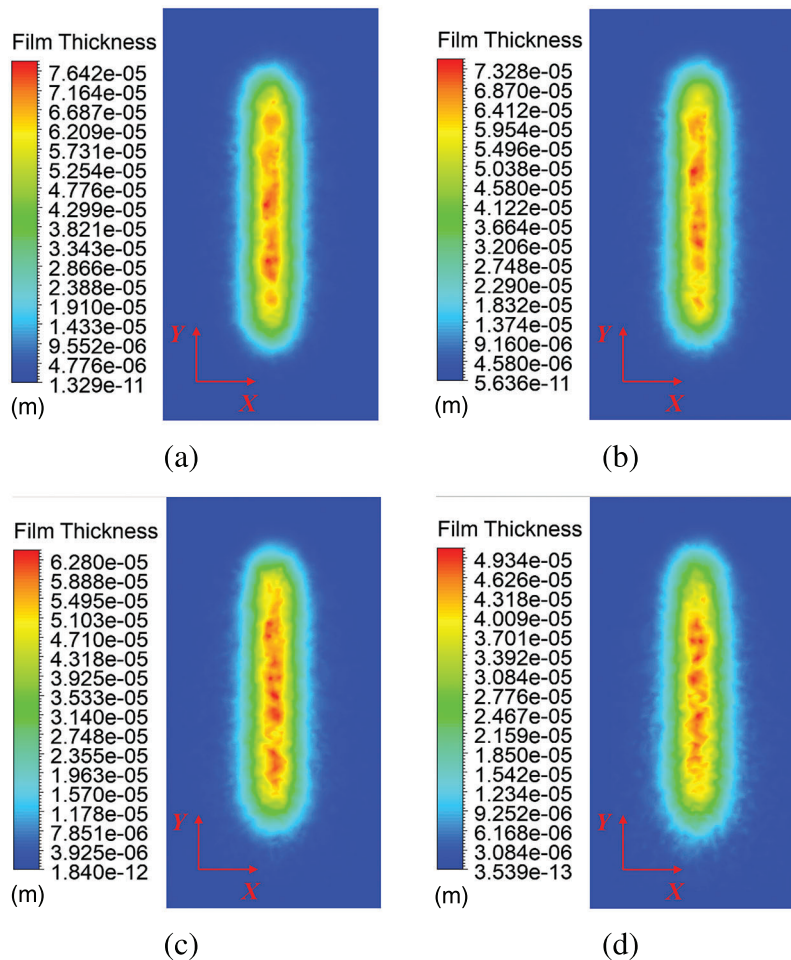 Film Thickness
7.642e-05
7.164e-05
6.687e-05
6.209e-05
5.731e-05
5.254e-05
4.776e-05
4.299e-05
3.821e-05
3.343e-05
2.866e-05
2.388e-05
1.910e-05
1.433e-05
9.552e-06
4.776e-06
1.329e-11
(m)
Y
X
(a)
Film Thickness
7.328e-05
6.870e-05
6.412e-05
5.954e-05
5.496e-05
5.038e-05
4.580e-05
4.122e-05
3.664e-05
3.206e-05
2.748e-05
2.290e-05
1.832e-05
1.374e-05
9.160e-06
4.580e-06
5.636e-11
(m)
Y
X
(b)
Film Thickness
6.280e-05
5.888e-05
5.495e-05
5.103e-05
4.710e-05
4.318e-05
3.925e-05
3.533e-05
3.140e-05
2.748e-05
2.355e-05
1.963e-05
1.570e-05
1.178e-05
7.851e-06
3.925e-06
1.840e-12
(m)
Y
X
(c)
Film Thickness
4.934e-05
4.626e-05
4.318e-05
4.009e-05
3.701e-05
3.392e-05
3.084e-05
2.776e-05
2.467e-05
2.159e-05
1.850e-05
1.542e-05
1.234e-05
9.252e-06
6.168e-06
3.084e-06
3.539e-13
(m)
Y
X
(d)